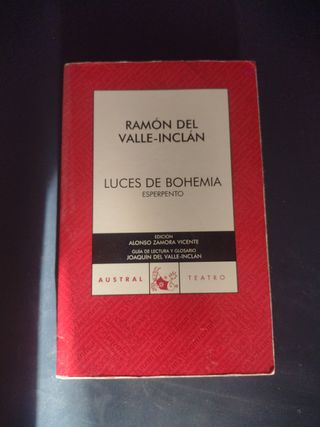 RAMÓN DEL
VALLE-INCLÁN
LUCES DE BOHEMIA
ESPERPENTO
EDICIÓN
ALONSO ZAMORA VICENTE
GUÍA DE LECTURA Y GLOSARIO
JOAQUÍN DEL VALLE-INCLÁN
AUSTRAL TEATRO